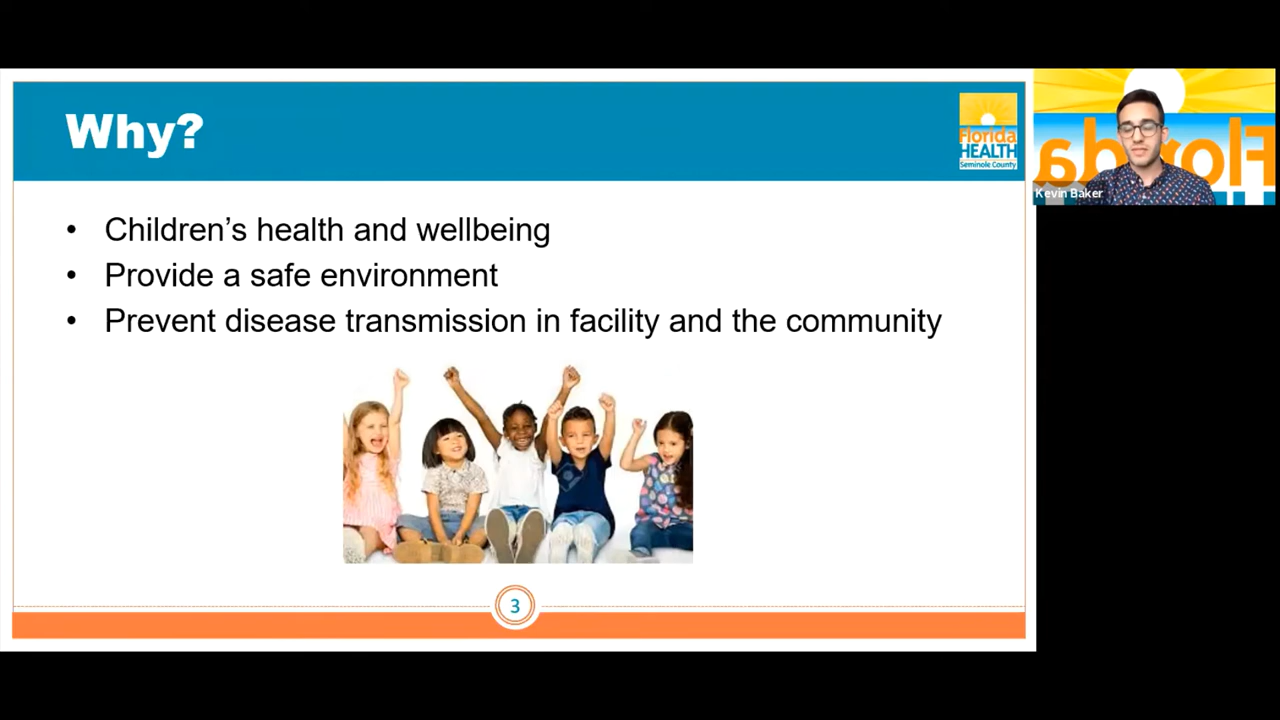 Why?
Florida
HEALTH
Seminole County
• Children’s health and wellbeing
• Provide a safe environment
• Prevent disease transmission in facility and the community
3
Florida
Kevin Baker